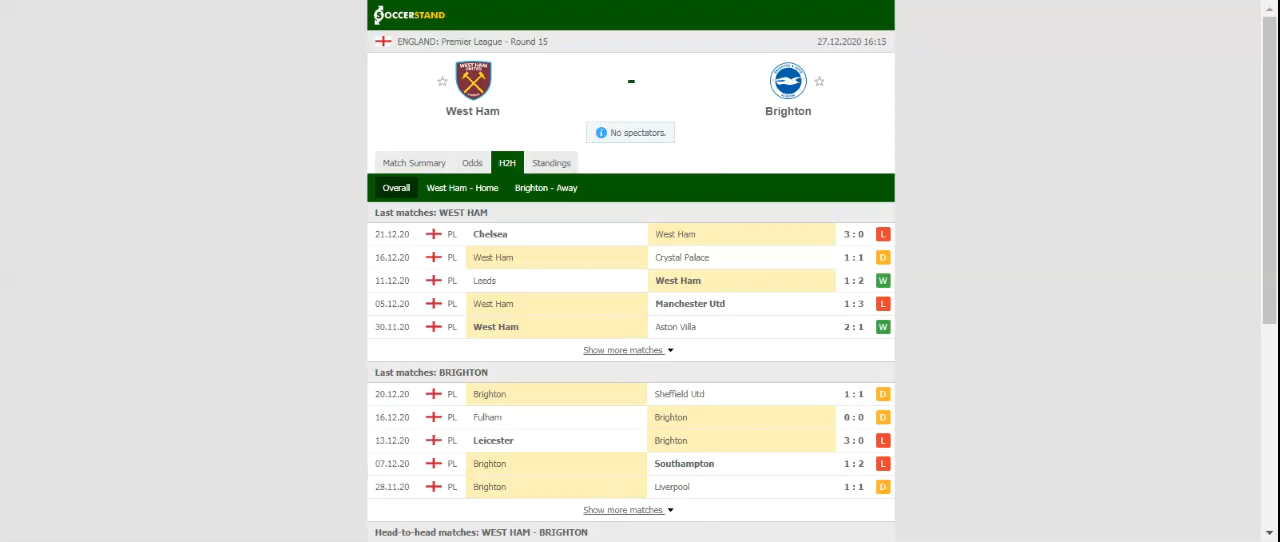 SOCCERSTAND
ENGLAND: Premier League - Round 15 27.12.2020 16:15
WEST HAM
UNITED
-
West Ham Brighton
No spectators.
Match Summary Odds H2H Standings
Overall West Ham - Home Brighton - Away
Last matches: WEST HAM
21.12.20 PL Chelsea West Ham 3 : 0 L
16.12.20 PL West Ham Crystal Palace 1 : 1 D
11.12.20 PL Leeds West Ham 1 : 2 W
05.12.20 PL West Ham Manchester Utd 1 : 3 L
30.11.20 PL West Ham Aston Villa 2 : 1 W
Show more matches
Last matches: BRIGHTON
20.12.20 PL Brighton Sheffield Utd 1 : 1 D
16.12.20 PL Fulham Brighton 0 : 0 D
13.12.20 PL Leicester Brighton 3 : 0 L
07.12.20 PL Brighton Southampton 1 : 2 L
28.11.20 PL Brighton Liverpool 1 : 1 D
Show more matches
Head-to-head matches: WEST HAM - BRIGHTON